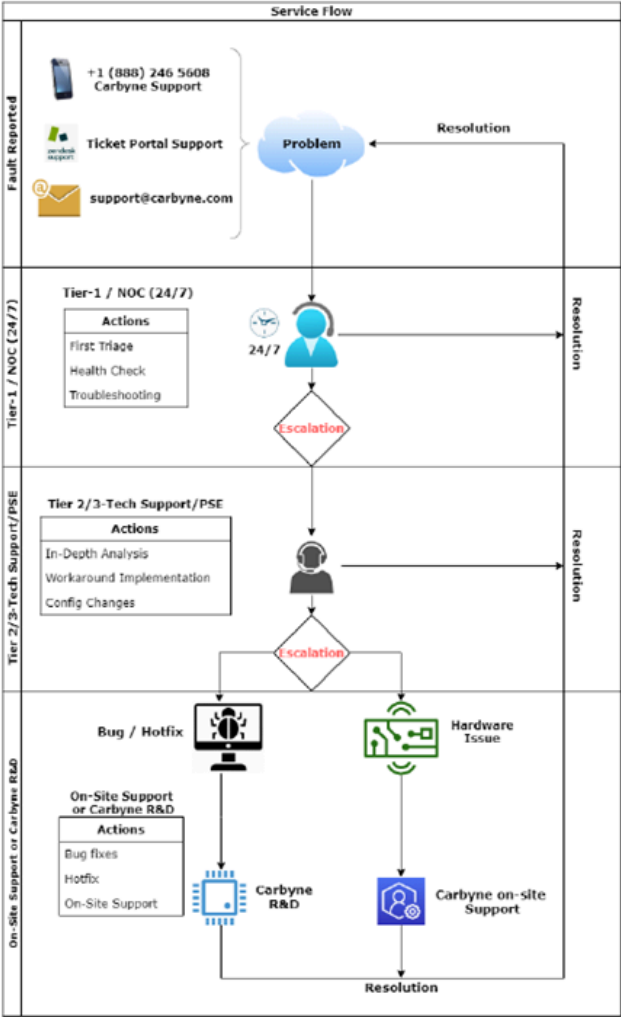 Service Flow
Fault Reported
+1 (888) 246 5608
Carbyne Support
zendesk
support
Ticket Portal Support
@
support@carbyne.com
Problem
Resolution
Tier-1 / NOC (24/7)
Tier-1 / NOC (24/7)
Actions
First Triage
Health Check
Troubleshooting
24/7
Resolution
Escalation
Tier 2/3-Tech Support/PSE
Tier 2/3-Tech Support/PSE
Actions
In-Depth Analysis
Workaround Implementation
Config Changes
Resolution
Escalation
On-Site Support or Carbyne R&D
Bug / Hotfix
Hardware
Issue
On-Site Support
or Carbyne R&D
Actions
Bug fixes
Hotfix
On-Site Support
Carbyne
R&D
Carbyne on-site
Support
Resolution